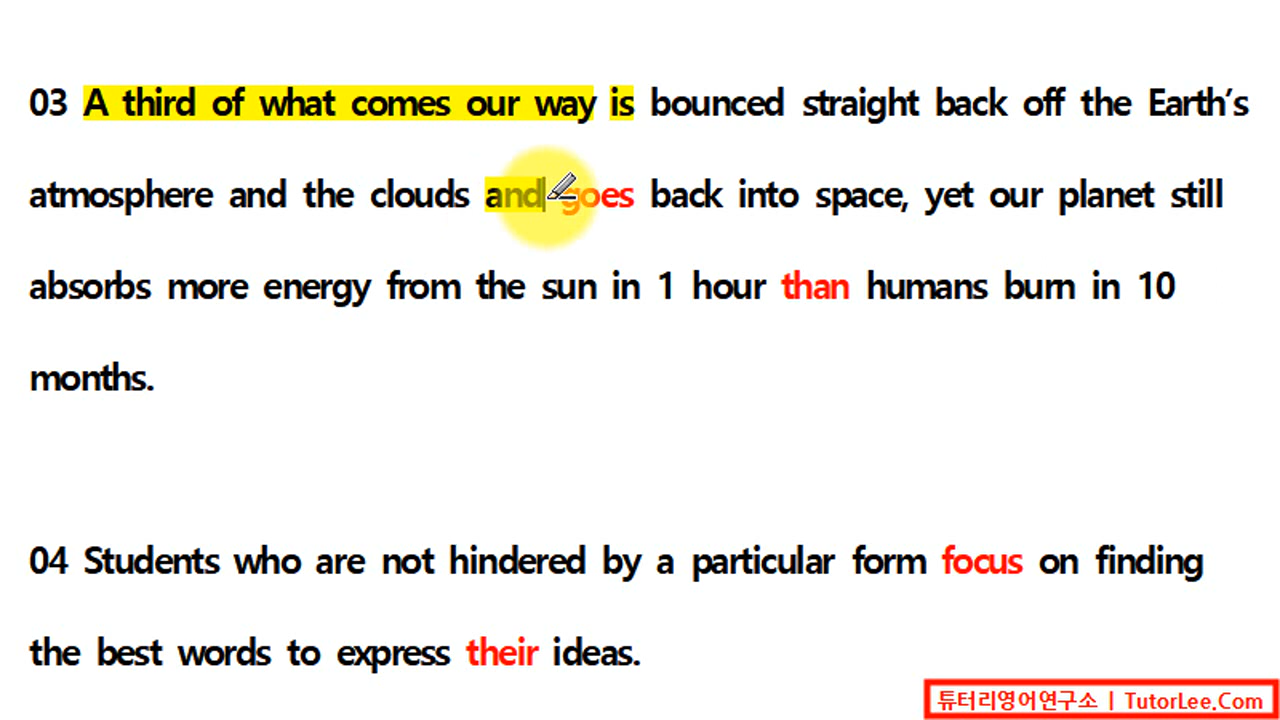 03 A third of what comes our way is bounced straight back off the Earth’s
atmosphere and the clouds and goes back into space, yet our planet still
absorbs more energy from the sun in 1 hour than humans burn in 10
months.
04 Students who are not hindered by a particular form focus on finding
the best words to express their ideas.
튜터리영어연구소 | TutorLee.Com